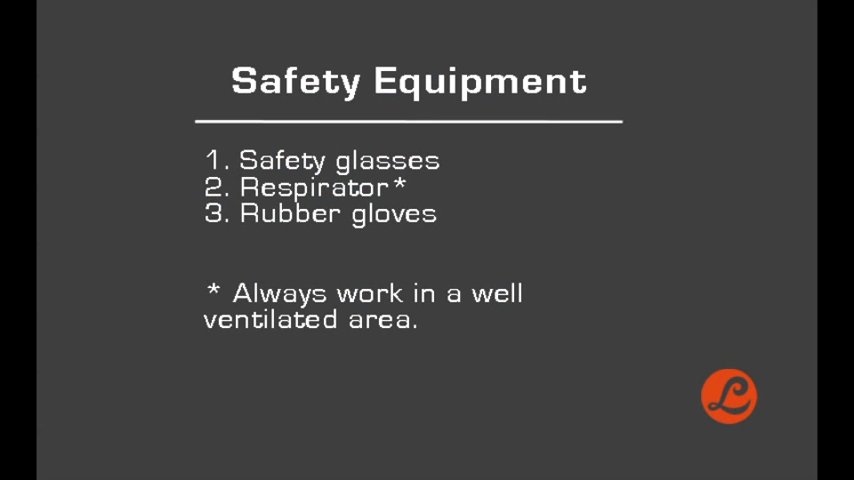 Safety Equipment
1. Safety glasses
2. Respirator*
3. Rubber gloves
* Always work in a well
ventilated area.
L